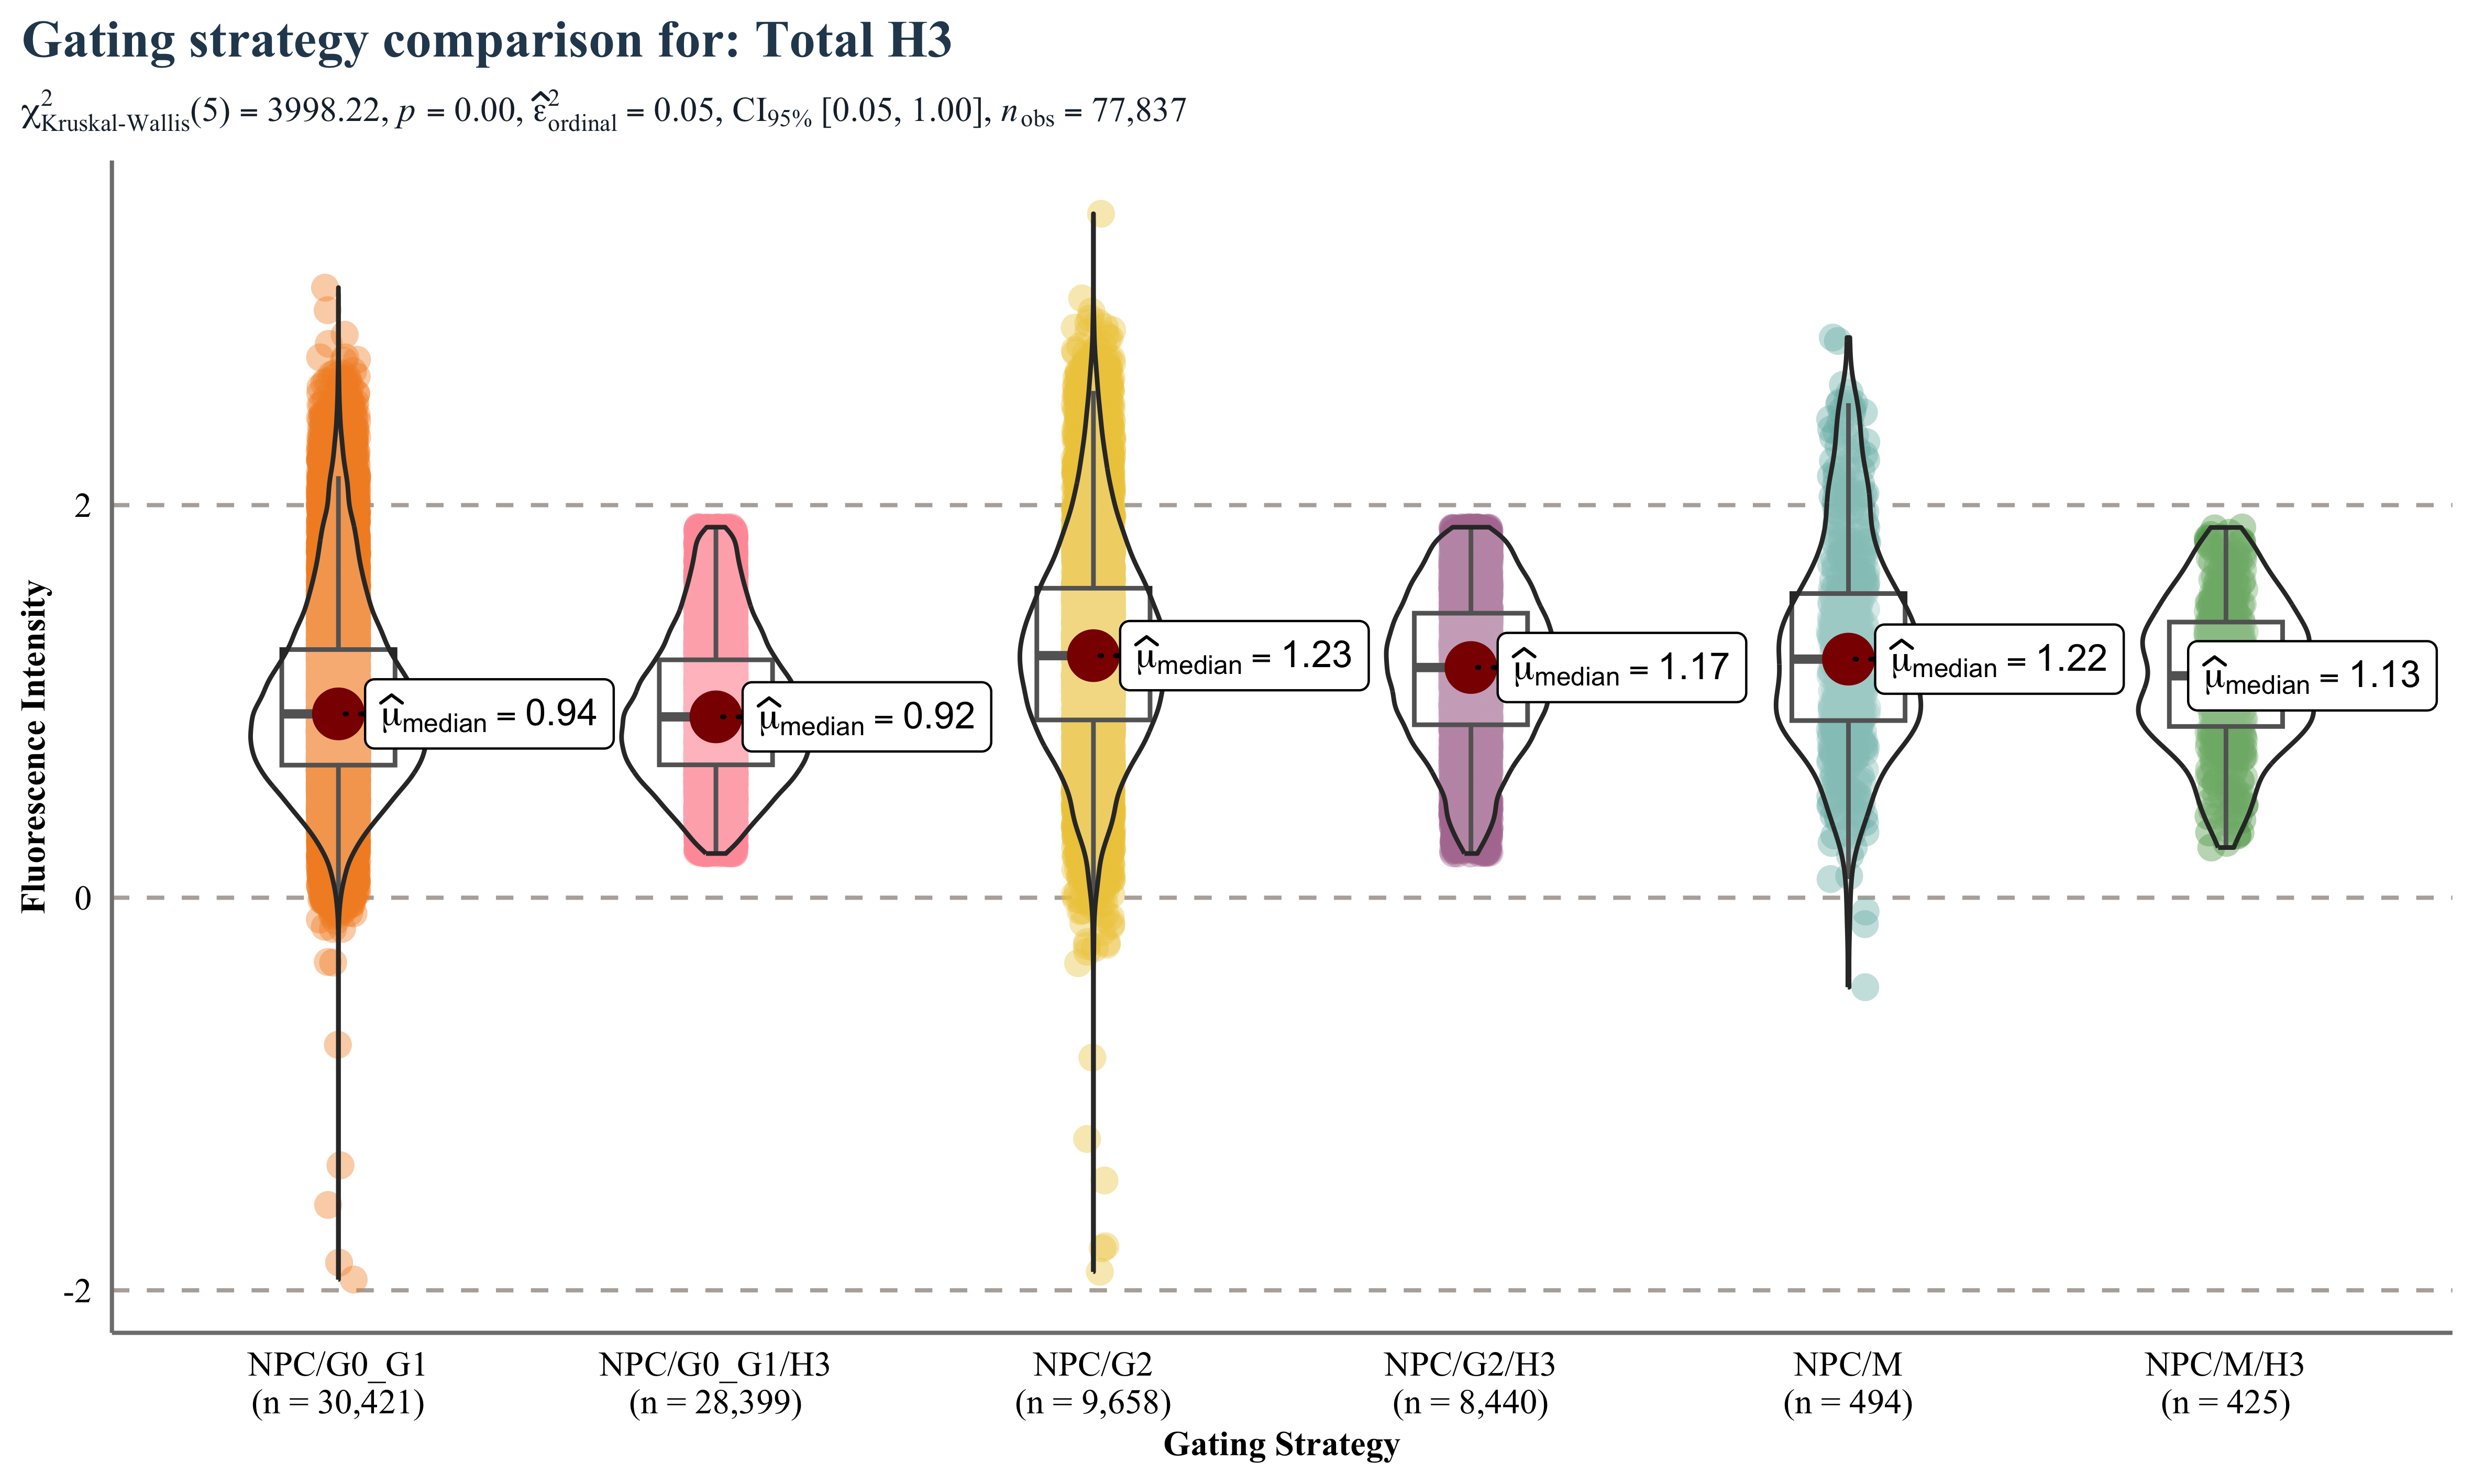 Gating strategy comparison for: Total H3
χ²Kruskal-Wallis(5) = 3998.22, p = 0.00, ε̂²ordinal = 0.05, CI95% [0.05, 1.00], nobs = 77,837
Fluorescence Intensity
2
0
-2
μ̂median = 0.94
μ̂median = 0.92
μ̂median = 1.23
μ̂median = 1.17
μ̂median = 1.22
μ̂median = 1.13
NPC/G0_G1
(n = 30,421)
NPC/G0_G1/H3
(n = 28,399)
NPC/G2
(n = 9,658)
NPC/G2/H3
(n = 8,440)
NPC/M
(n = 494)
NPC/M/H3
(n = 425)
Gating Strategy